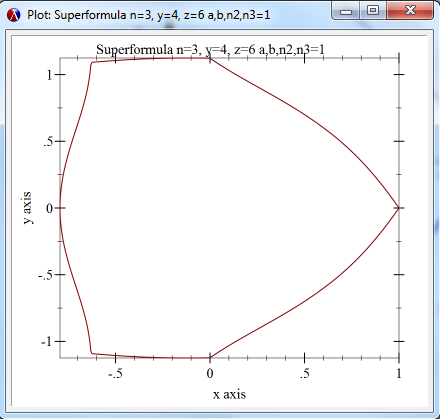 Plot: Superformula n=3, y=4, z=6 a,b,n2,n3=1
Superformula n=3, y=4, z=6 a,b,n2,n3=1
1
.5
0
-.5
-1
y axis
-.5
0
.5
1
x axis